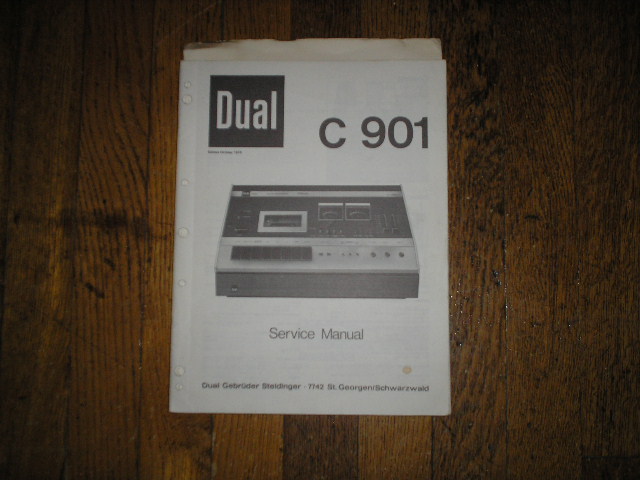 Dual
C 901
Service Manual
Dual Gebrüder Steidinger · 7742 St. Georgen/Schwarzwald